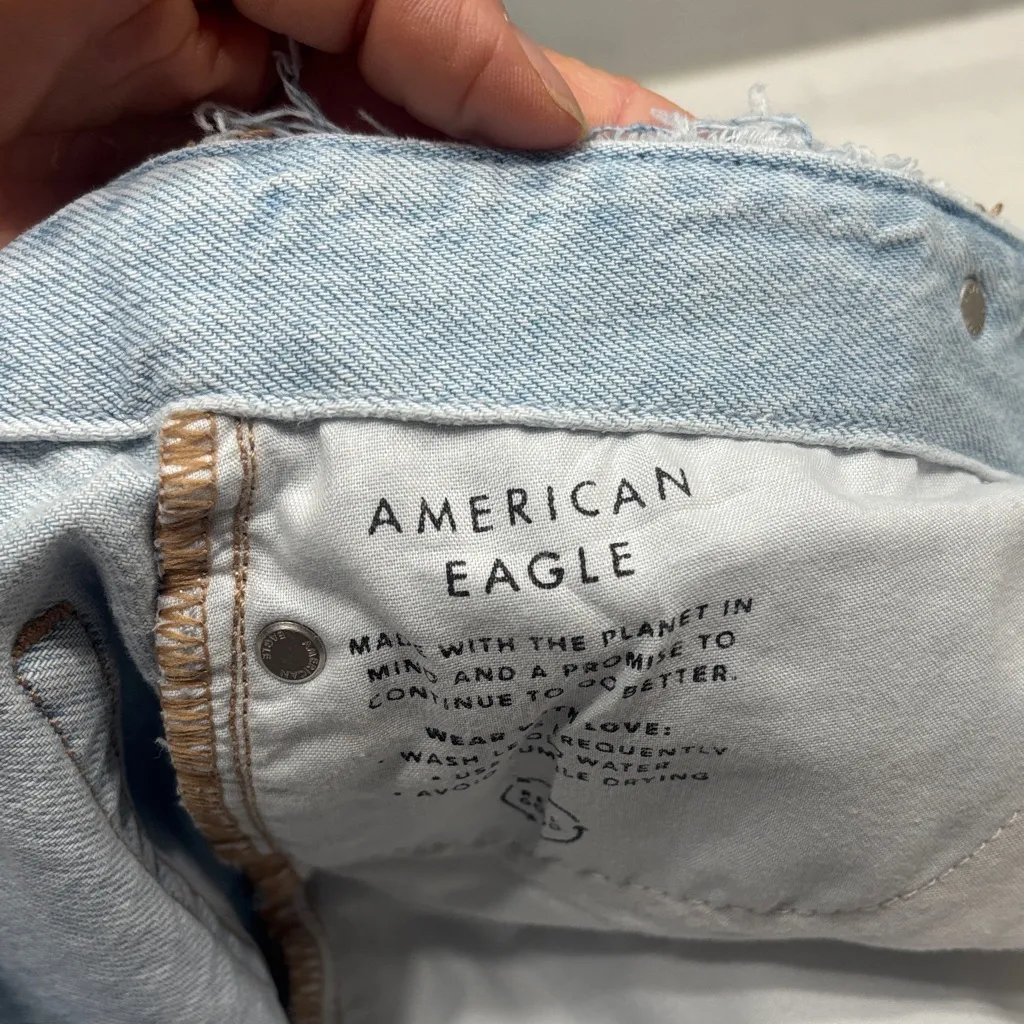 AMERICAN
EAGLE
MADE WITH THE PLANET IN
MIND AND A PROMISE TO
CONTINUE TO DO BETTER.
WEAR LOVE:
• WASH FREQUENTLY
• WATER
• DRYING